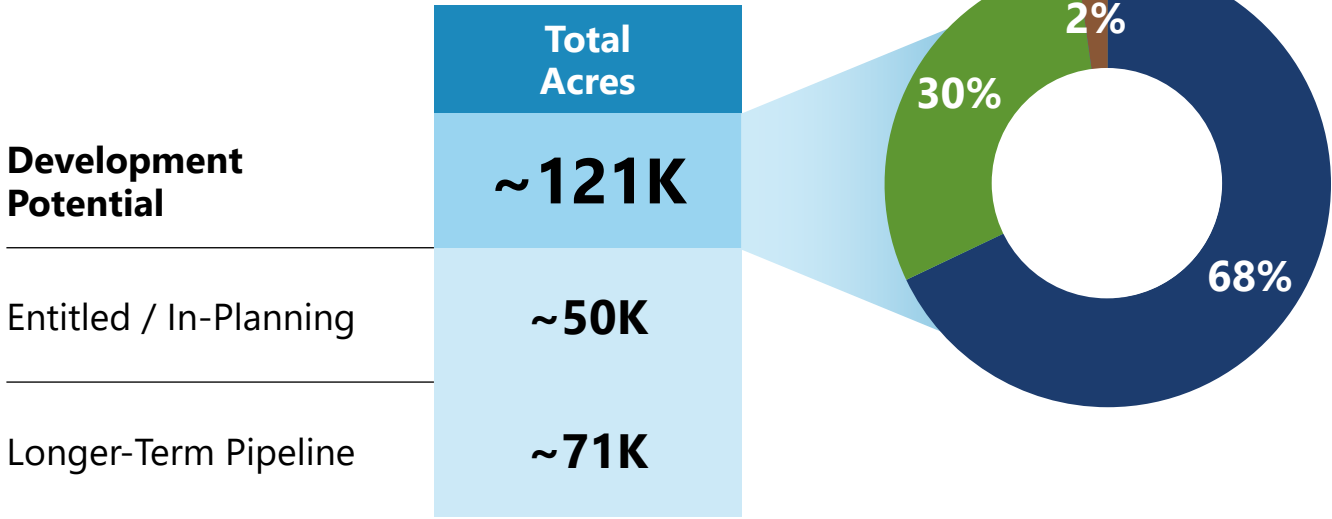 Total
Acres
Development
Potential
~121K
Entitled / In-Planning
~50K
Longer-Term Pipeline
~71K
2%
30%
68%